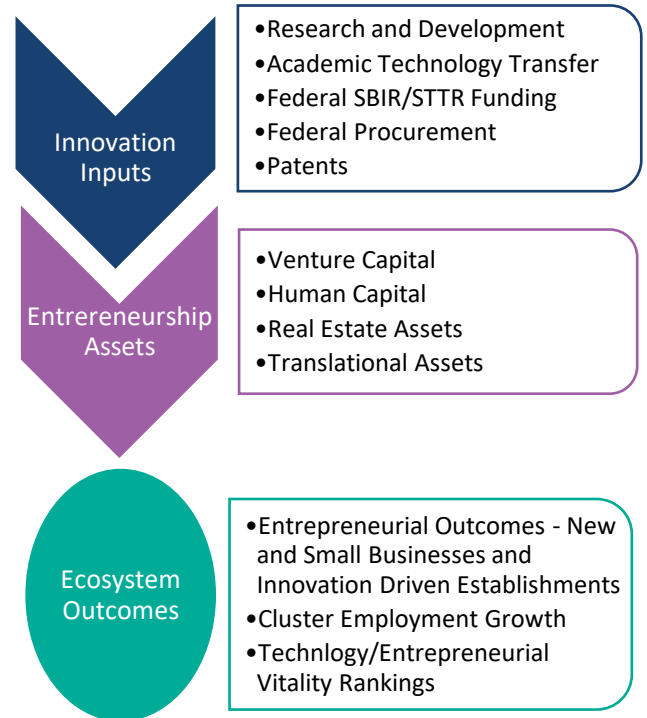 Innovation
Inputs
•Research and Development
•Academic Technology Transfer
•Federal SBIR/STTR Funding
•Federal Procurement
•Patents
Entrereneurship
Assets
•Venture Capital
•Human Capital
•Real Estate Assets
•Translational Assets
Ecosystem
Outcomes
•Entrepreneurial Outcomes - New
and Small Businesses and
Innovation Driven Establishments
•Cluster Employment Growth
•Technlogy/Entrepreneurial
Vitality Rankings